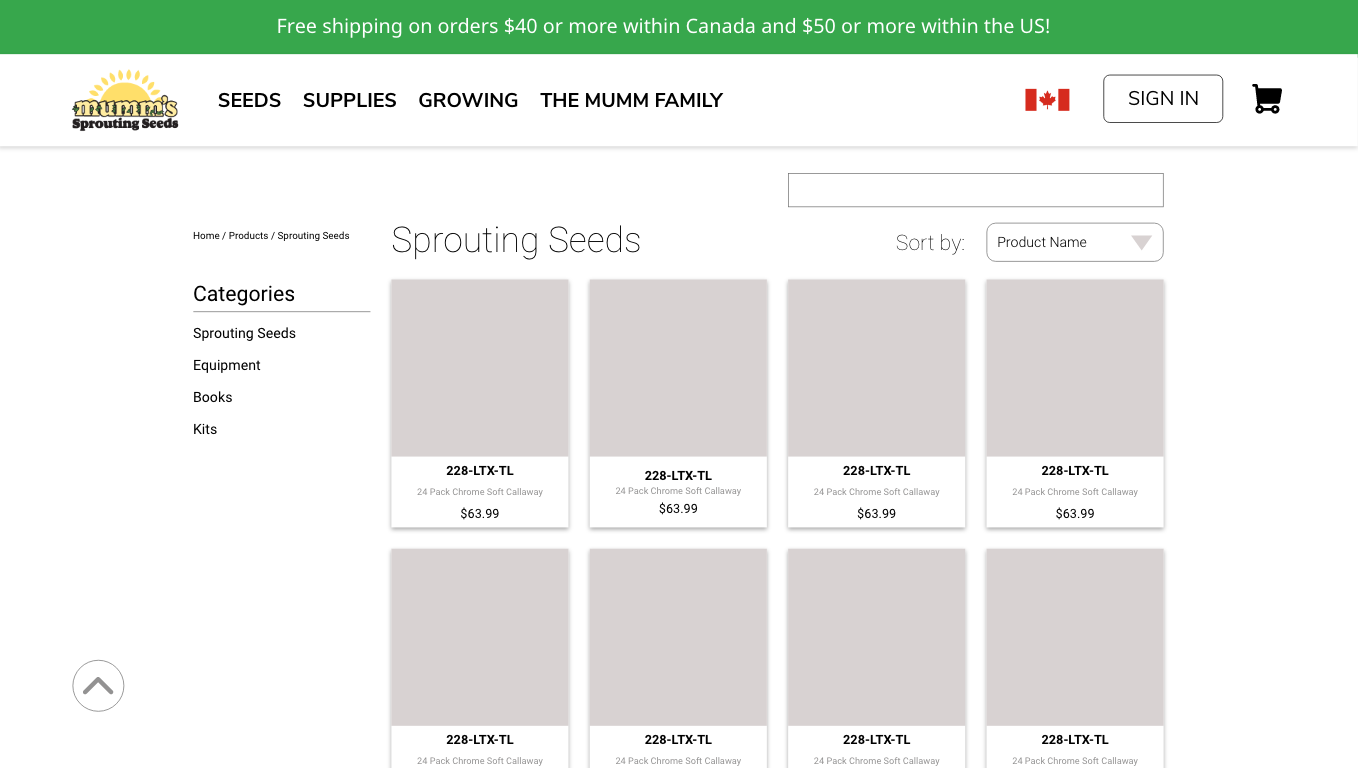 Free shipping on orders $40 or more within Canada and $50 or more within the US!
mumm's
Sprouting Seeds
SEEDS
SUPPLIES
GROWING
THE MUMM FAMILY
SIGN IN
Home / Products / Sprouting Seeds
Sprouting Seeds
Sort by:
Product Name
Categories
Sprouting Seeds
Equipment
Books
Kits
228-LTX-TL
24 Pack Chrome Soft Callaway
$63.99
228-LTX-TL
24 Pack Chrome Soft Callaway
$63.99
228-LTX-TL
24 Pack Chrome Soft Callaway
$63.99
228-LTX-TL
24 Pack Chrome Soft Callaway
$63.99
228-LTX-TL
24 Pack Chrome Soft Callaway
228-LTX-TL
24 Pack Chrome Soft Callaway
228-LTX-TL
24 Pack Chrome Soft Callaway
228-LTX-TL
24 Pack Chrome Soft Callaway